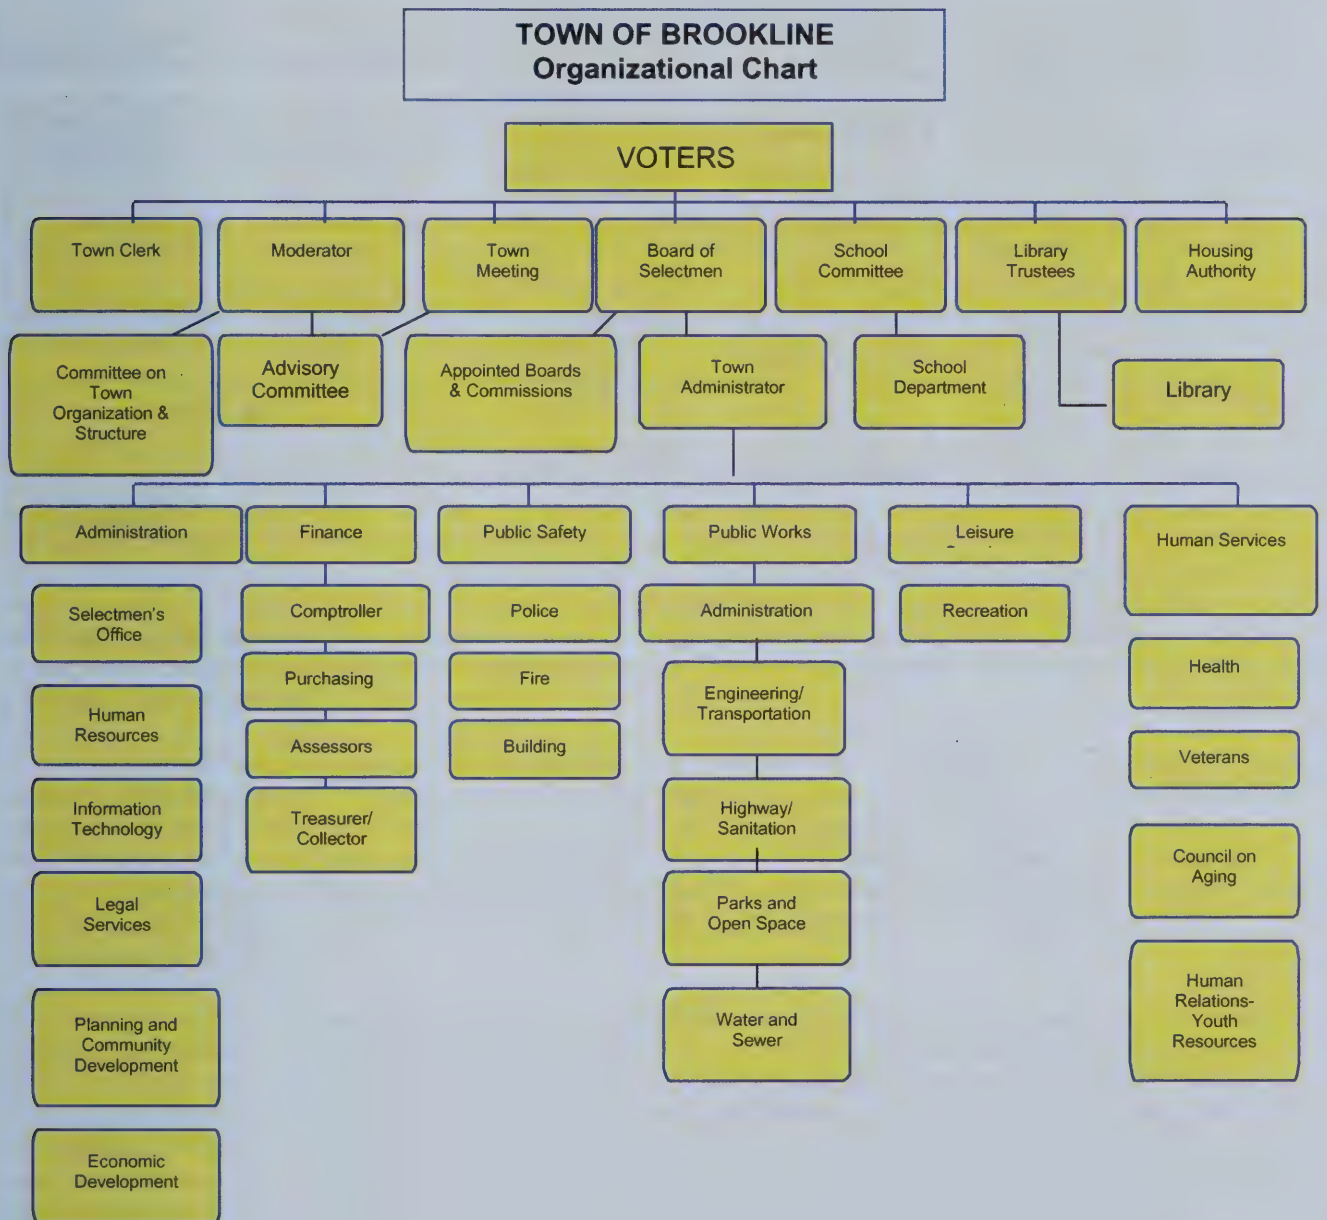 TOWN OF BROOKLINE
Organizational Chart
VOTERS
Town Clerk
Moderator
Town
Meeting
Board of
Selectmen
School
Committee
Library
Trustees
Housing
Authority
Committee on
Town
Organization &
Structure
Advisory
Committee
Appointed Boards
& Commissions
Town
Administrator
School
Department
Library
Administration
Finance
Public Safety
Public Works
Leisure
Human Services
Selectmen's
Office
Human
Resources
Information
Technology
Legal
Services
Planning and
Community
Development
Economic
Development
Comptroller
Purchasing
Assessors
Treasurer/
Collector
Police
Fire
Building
Administration
Engineering/
Transportation
Highway/
Sanitation
Parks and
Open Space
Water and
Sewer
Recreation
Health
Veterans
Council on
Aging
Human
Relations-
Youth
Resources